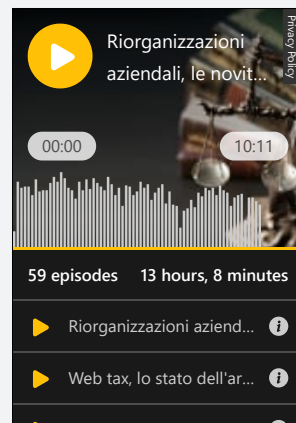 Riorganizzazioni
aziendali, le novit...
Privacy Policy
00:00
10:11
59 episodes
13 hours, 8 minutes
Riorganizzazioni aziend...
Web tax, lo stato dell'ar...